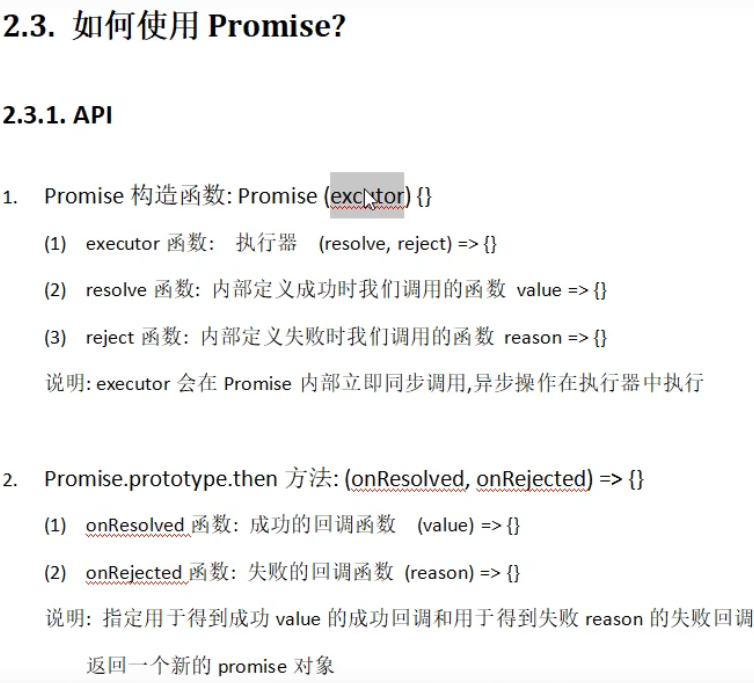 2.3. 如何使用 Promise?
2.3.1. API
1. Promise 构造函数: Promise (excutor) {}
(1) executor 函数: 执行器 (resolve, reject) => {}
(2) resolve 函数: 内部定义成功时我们调用的函数 value => {}
(3) reject 函数: 内部定义失败时我们调用的函数 reason => {}
说明: executor 会在 Promise 内部立即同步调用,异步操作在执行器中执行
2. Promise.prototype.then 方法: (onResolved, onRejected) => {}
(1) onResolved 函数: 成功的回调函数 (value) => {}
(2) onRejected 函数: 失败的回调函数 (reason) => {}
说明: 指定用于得到成功 value 的成功回调和用于得到失败 reason 的失败回调
返回一个新的 promise 对象